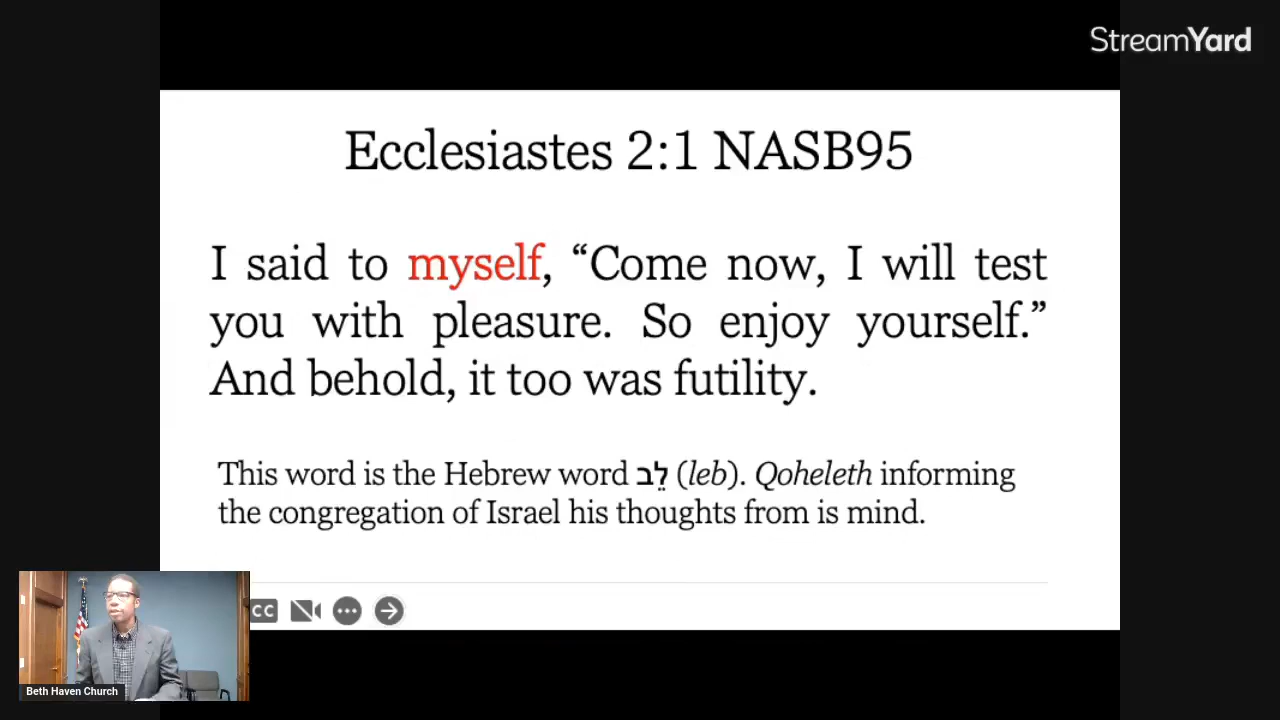 StreamYard
Ecclesiastes 2:1 NASB95
I said to myself, “Come now, I will test
you with pleasure. So enjoy yourself.”
And behold, it too was futility.
This word is the Hebrew word לֵב (leb). Qoheleth informing
the congregation of Israel his thoughts from is mind.
CC
Beth Haven Church